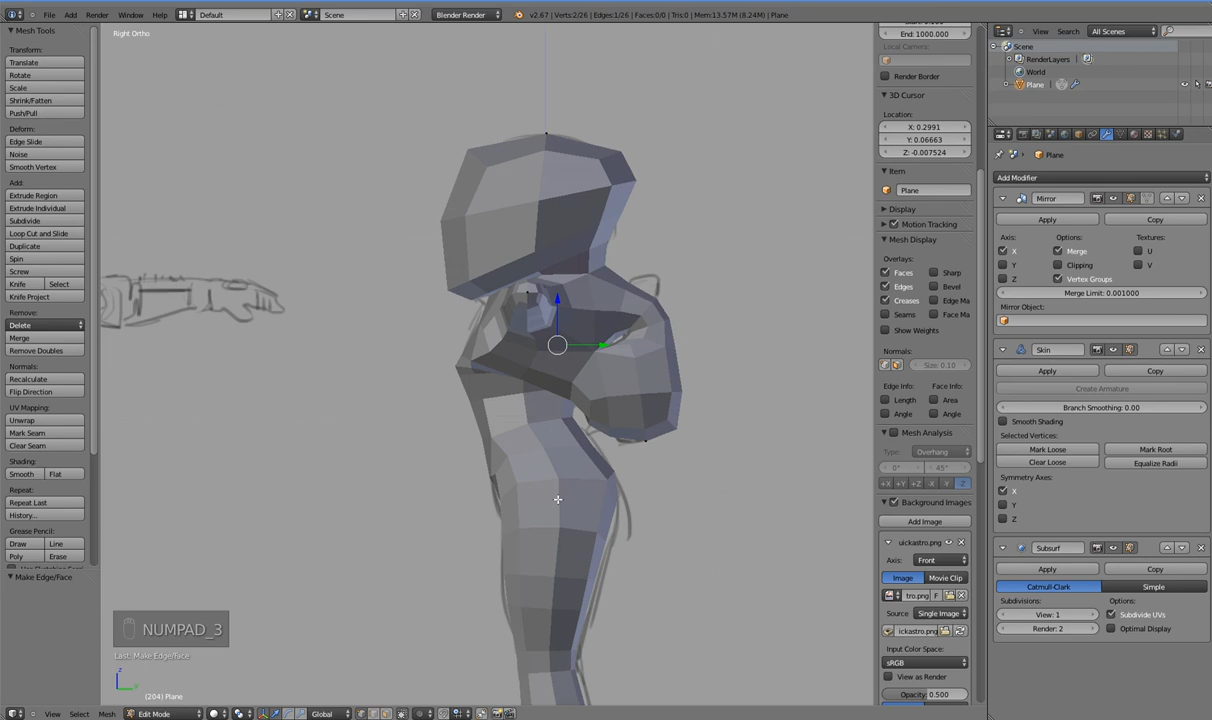 File Add Render Window Help Default Scene Blender Render v2.67 | Verts:2/26 | Edges:1/26 | Faces:0/0 | Tris:0 | Mem:13.57M (8.24M) | Plane
Mesh Tools
Transform:
Translate
Rotate
Scale
Shrink/Fatten
Push/Pull
Deform:
Edge Slide
Noise
Smooth Vertex
Add:
Extrude Region
Extrude Individual
Subdivide
Loop Cut and Slide
Duplicate
Spin
Screw
Knife Select
Knife Project
Remove:
Delete
Merge
Remove Doubles
Normals:
Recalculate
Flip Direction
UV Mapping:
Unwrap
Mark Seam
Clear Seam
Shading:
Smooth Flat
Repeat:
Repeat Last
History...
Grease Pencil:
Draw Line
Poly Erase
Make Edge/Face
Right Ortho
NUMPAD_3
Last: Make Edge/Face
z
y
(204) Plane
View Select Mesh Edit Mode Global
End: 1000.000
Local Camera:
Render Border
3D Cursor
Location:
X: 0.2991
Y: 0.06663
Z: -0.007524
Item
Plane
Display
Motion Tracking
Mesh Display
Overlays:
Faces Sharp
Edges Bevel
Creases Edge Ma
Seams Face Ma
Show Weights
Normals:
Size: 0.10
Edge Info: Face Info:
Length Area
Angle Angle
Mesh Analysis
Type: Overhang
0° 45°
+X +Y +Z -X -Y Z
Background Images
Add Image
uickastro.png
Axis: Front
Image Movie Clip
tro.png F
Source Single Image
ickastro.png
Input Color Space:
sRGB
View as Render
Opacity: 0.500
View Search All Scenes
Scene
RenderLayers
World
Plane
Plane
Add Modifier
Mirror
Apply Copy
Axis: Options: Textures:
X Merge U
Y Clipping V
Z Vertex Groups
Merge Limit: 0.001000
Mirror Object:
Skin
Apply Copy
Create Armature
Branch Smoothing: 0.00
Smooth Shading
Selected Vertices:
Mark Loose Mark Root
Clear Loose Equalize Radii
Symmetry Axes:
X
Y
Z
Subsurf
Apply Copy
Catmull-Clark Simple
Subdivisions: Options:
View: 1 Subdivide UVs
Render: 2 Optimal Display